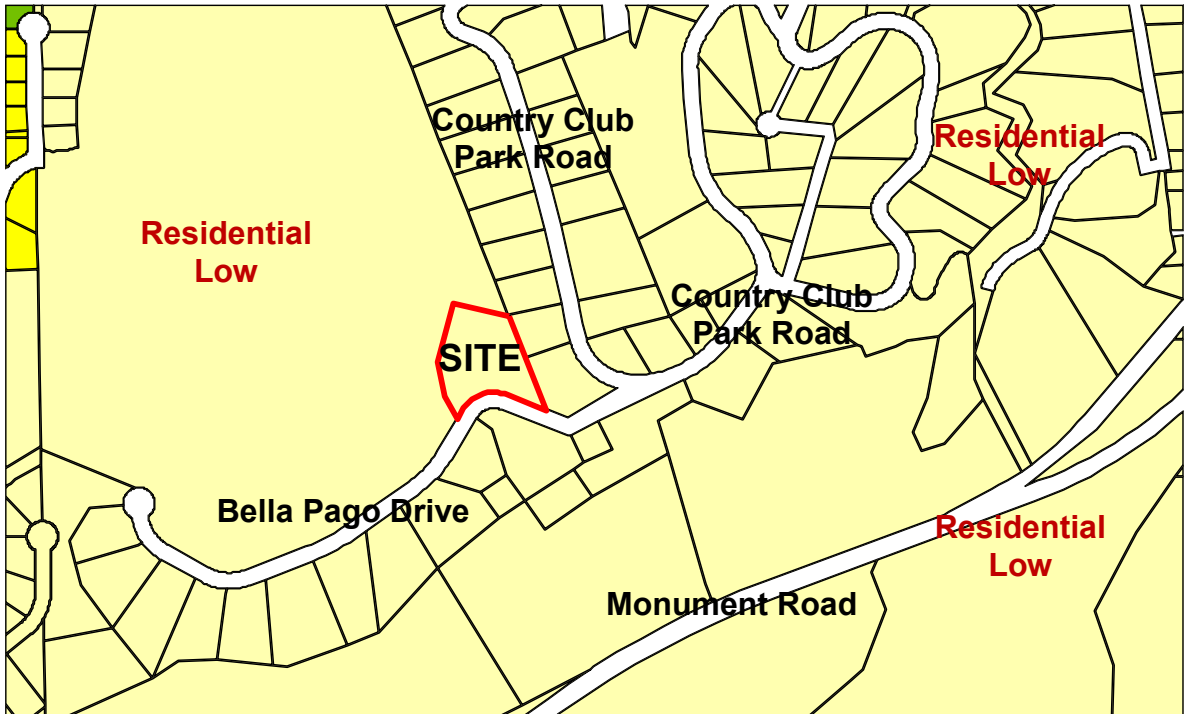 Country Club
Park Road
Residential
Low
Residential
Low
Country Club
Park Road
SITE
Bella Pago Drive
Residential
Low
Monument Road